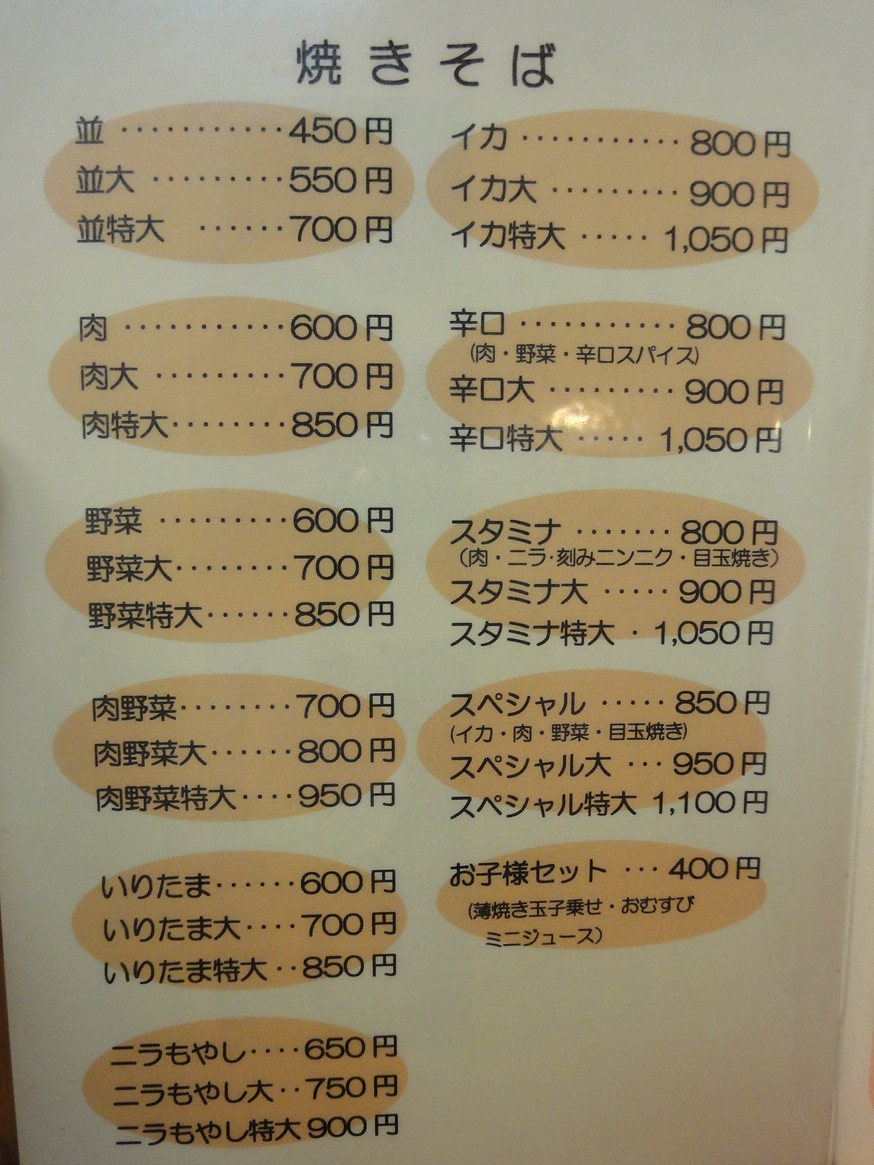 焼きそば
並 ··········· 450円
並大 ········· 550円
並特大 ······ 700円
肉 ··········· 600円
肉大 ········· 700円
肉特大 ········ 850円
野菜 ········· 600円
野菜大 ········ 700円
野菜特大 ······ 850円
肉野菜 ········ 700円
肉野菜大 ······ 800円
肉野菜特大 ···· 950円
いりたま ······ 600円
いりたま大 ···· 700円
いりたま特大 ·· 850円
ニラもやし ···· 650円
ニラもやし大 ·· 750円
ニラもやし特大 900円
イカ ··········· 800円
イカ大 ········· 900円
イカ特大 ····· 1,050円
辛口 ··········· 800円
(肉・野菜・辛口スパイス)
辛口大 ········· 900円
辛口特大 ····· 1,050円
スタミナ ······· 800円
(肉・ニラ・刻みニンニク・目玉焼き)
スタミナ大 ····· 900円
スタミナ特大 · 1,050円
スペシャル ····· 850円
(イカ・肉・野菜・目玉焼き)
スペシャル大 ··· 950円
スペシャル特大 1,100円
お子様セット ··· 400円
(薄焼き玉子乗せ・おむすび
ミニジュース)